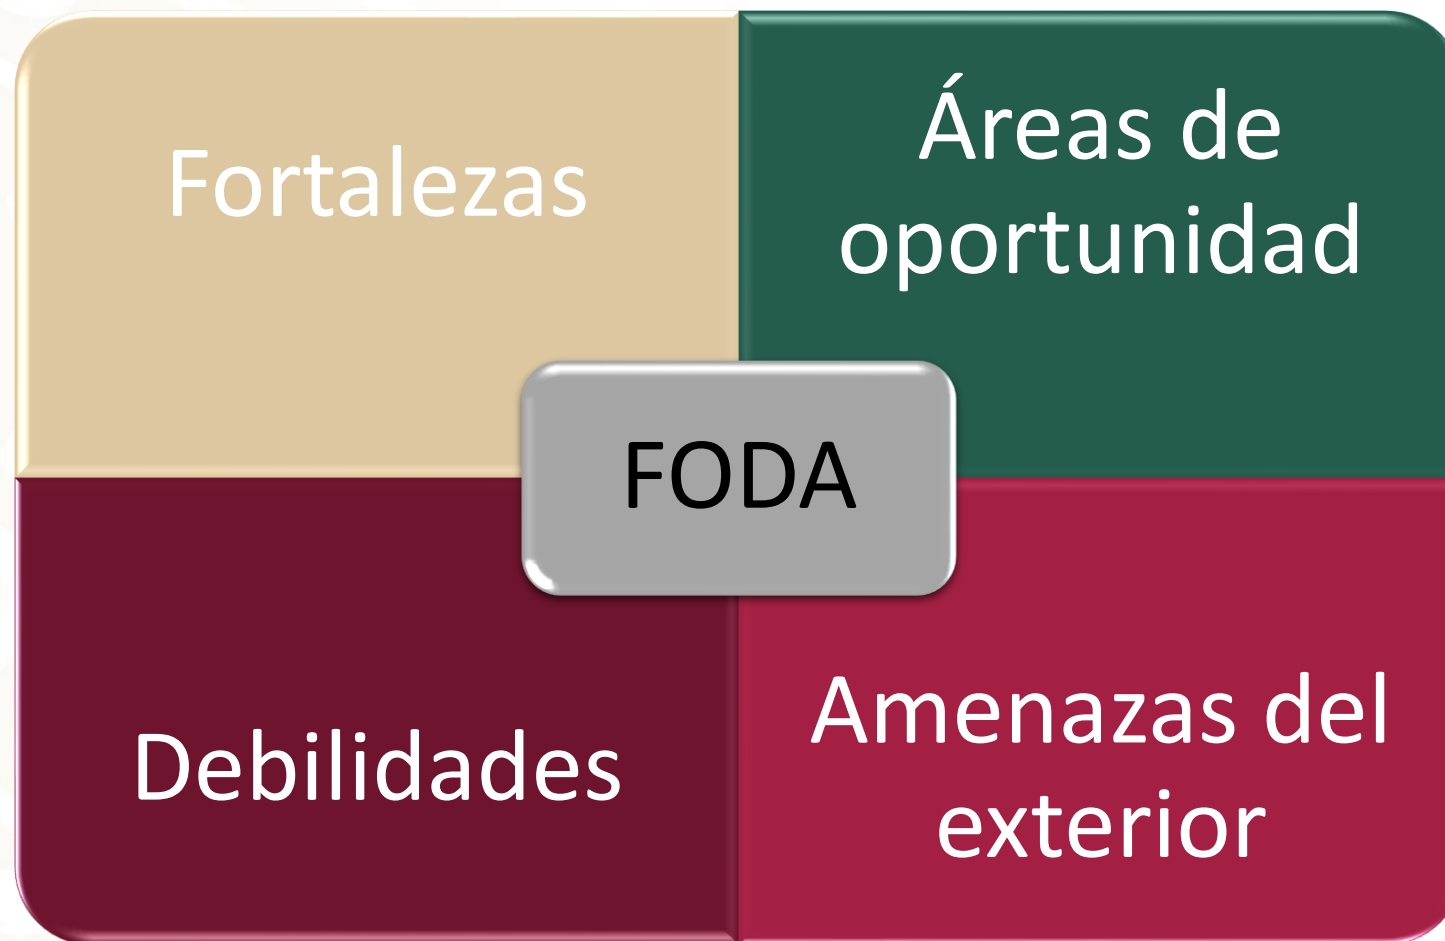 Fortalezas
Áreas de
oportunidad
FODA
Debilidades
Amenazas del
exterior